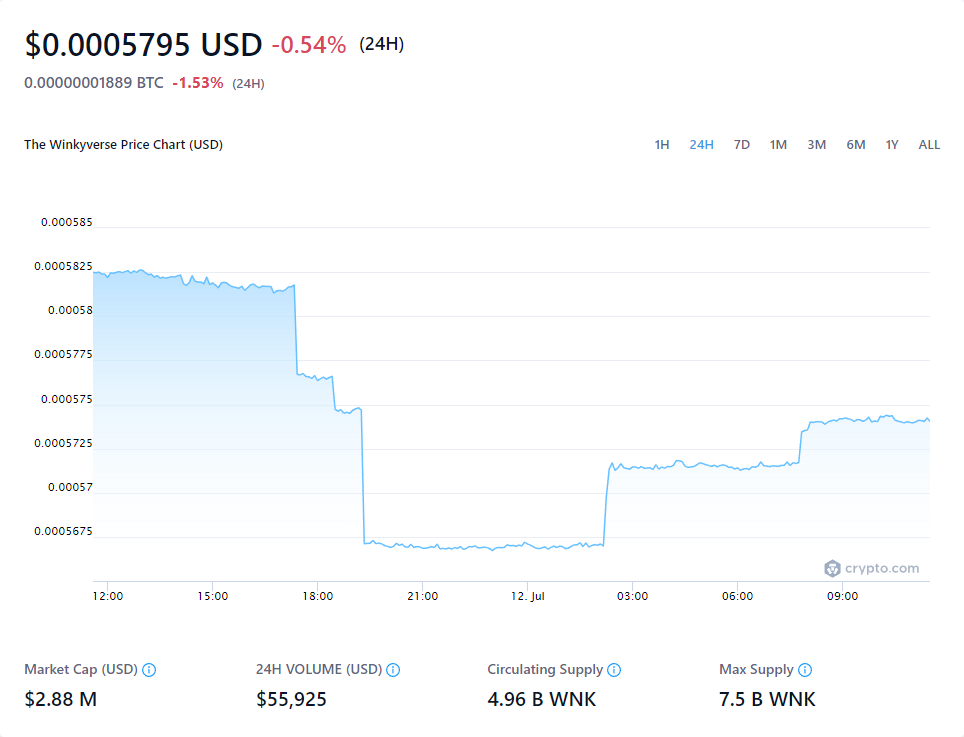 $0.0005795 USD -0.54% (24H)
0.00000001889 BTC -1.53% (24H)
The Winkyverse Price Chart (USD) 1H 24H 7D 1M 3M 6M 1Y ALL
0.000585
0.0005825
0.00058
0.0005775
0.000575
0.0005725
0.00057
0.0005675
crypto.com
12:00 15:00 18:00 21:00 12. Jul 03:00 06:00 09:00
Market Cap (USD) 24H VOLUME (USD) Circulating Supply Max Supply
$2.88 M $55,925 4.96 B WNK 7.5 B WNK